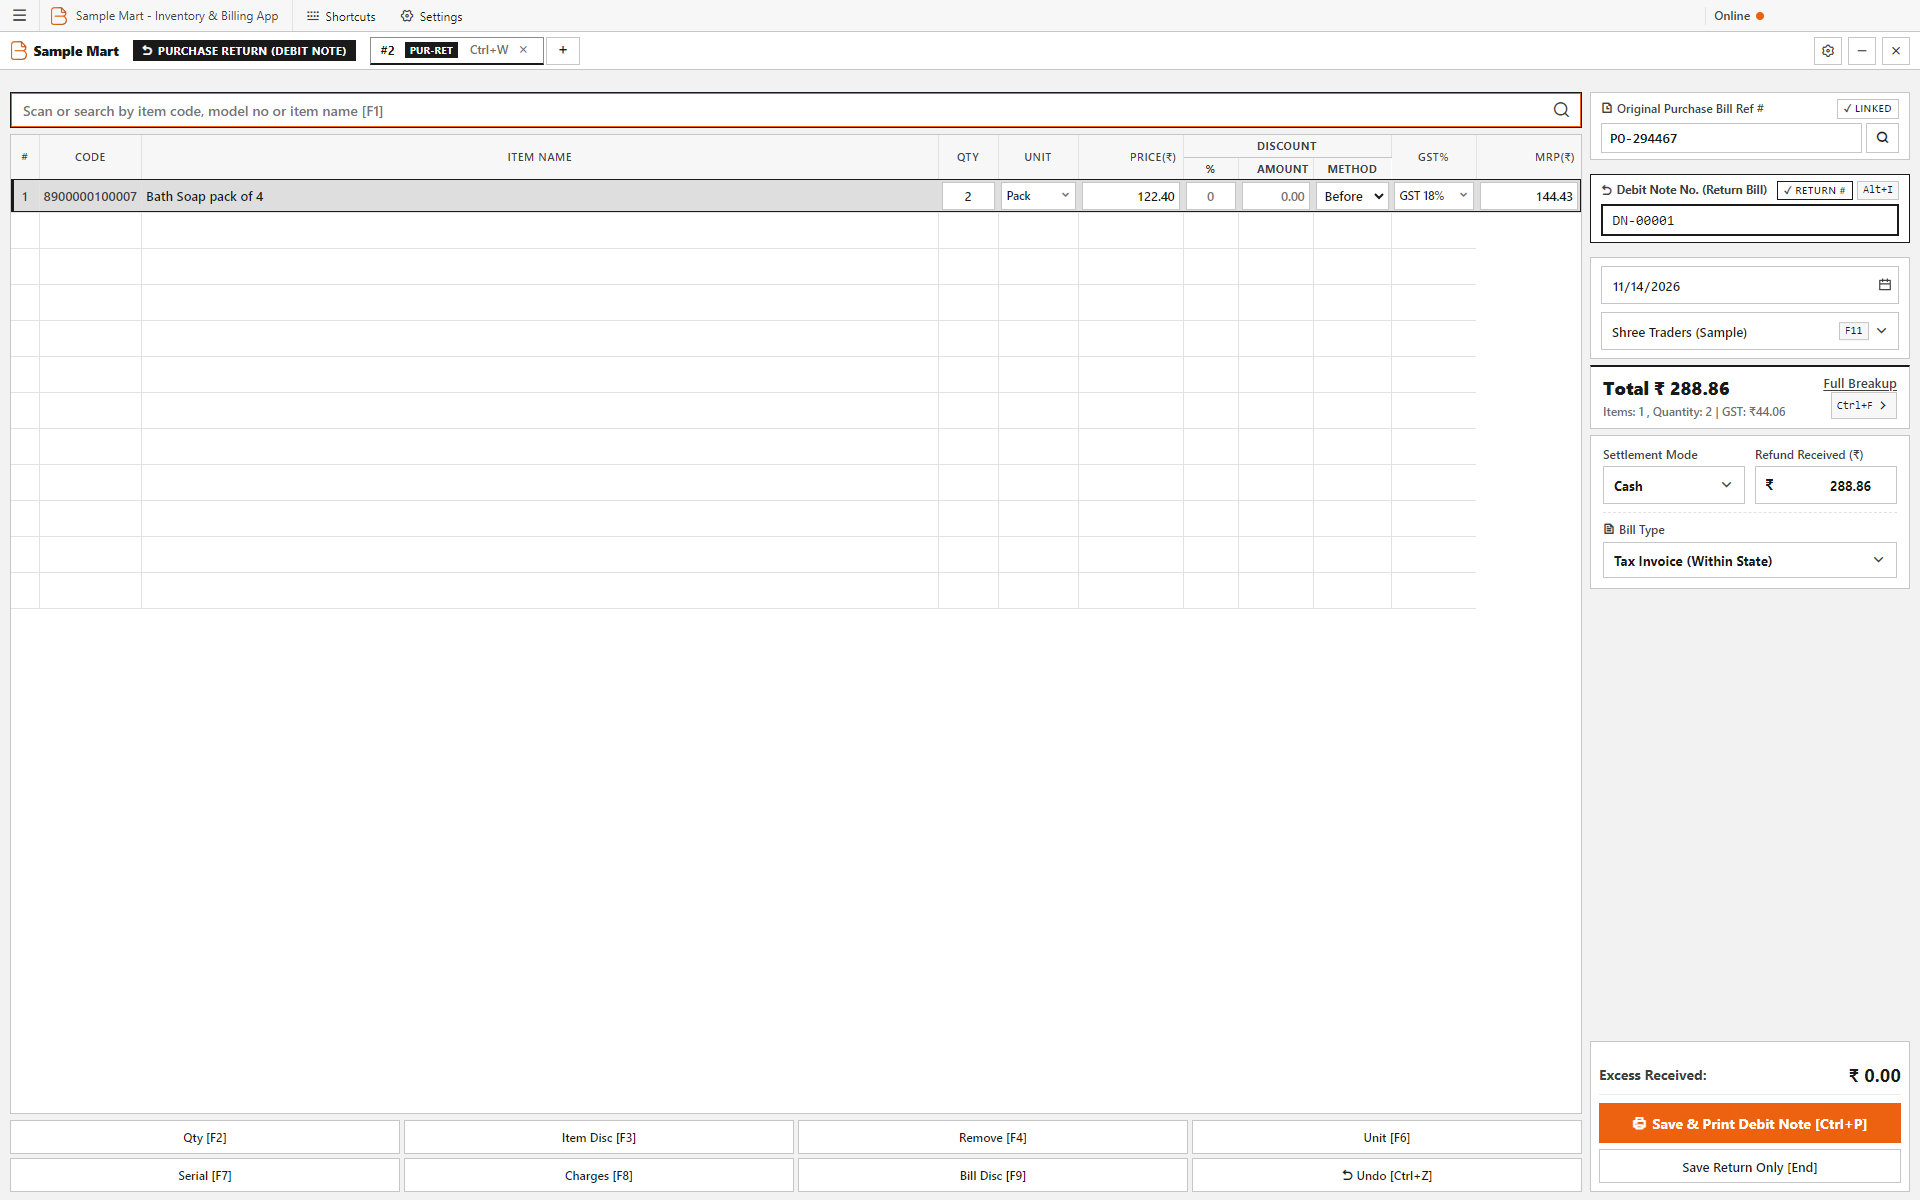 Sample Mart - Inventory & Billing App
Shortcuts
Settings
Online
Sample Mart
PURCHASE RETURN (DEBIT NOTE)
#2 PUR-RET Ctrl+W ×
+
Scan or search by item code, model no or item name [F1]
# CODE ITEM NAME QTY UNIT PRICE(₹) DISCOUNT GST% MRP(₹)
% AMOUNT METHOD
1 8900000100007 Bath Soap pack of 4 2 Pack 122.40 0 0.00 Before GST 18% 144.43
Original Purchase Bill Ref # ✓ LINKED
PO-294467
Debit Note No. (Return Bill) ✓ RETURN # Alt+I
DN-00001
11/14/2026
Shree Traders (Sample) F11
Total ₹ 288.86 Full Breakup
Items: 1 , Quantity: 2 | GST: ₹44.06 Ctrl+F
Settlement Mode Refund Received (₹)
Cash ₹ 288.86
Bill Type
Tax Invoice (Within State)
Excess Received: ₹ 0.00
Save & Print Debit Note [Ctrl+P]
Save Return Only [End]
Qty [F2] Item Disc [F3] Remove [F4] Unit [F6]
Serial [F7] Charges [F8] Bill Disc [F9] Undo [Ctrl+Z]